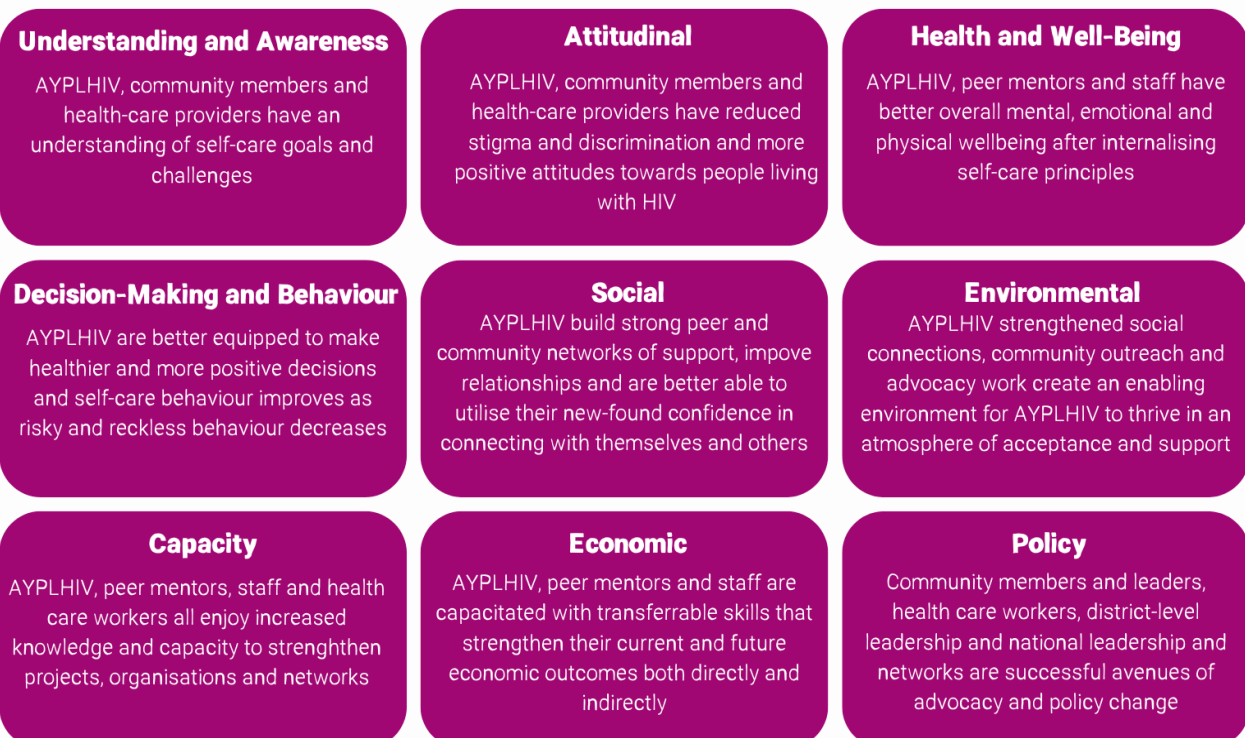 Understanding and Awareness
AYPLHIV, community members and
health-care providers have an
understanding of self-care goals and
challenges
Attitudinal
AYPLHIV, community members and
health-care providers have reduced
stigma and discrimination and more
positive attitudes towards people living
with HIV
Health and Well-Being
AYPLHIV, peer mentors and staff have
better overall mental, emotional and
physical wellbeing after internalising
self-care principles
Decision-Making and Behaviour
AYPLHIV are better equipped to make
healthier and more positive decisions
and self-care behaviour improves as
risky and reckless behaviour decreases
Social
AYPLHIV build strong peer and
community networks of support, impove
relationships and are better able to
utilise their new-found confidence in
connecting with themselves and others
Environmental
AYPLHIV strengthened social
connections, community outreach and
advocacy work create an enabling
environment for AYPLHIV to thrive in an
atmosphere of acceptance and support
Capacity
AYPLHIV, peer mentors, staff and health
care workers all enjoy increased
knowledge and capacity to strenghthen
projects, organisations and networks
Economic
AYPLHIV, peer mentors and staff are
capacitated with transferrable skills that
strengthen their current and future
economic outcomes both directly and
indirectly
Policy
Community members and leaders,
health care workers, district-level
leadership and national leadership and
networks are successful avenues of
advocacy and policy change